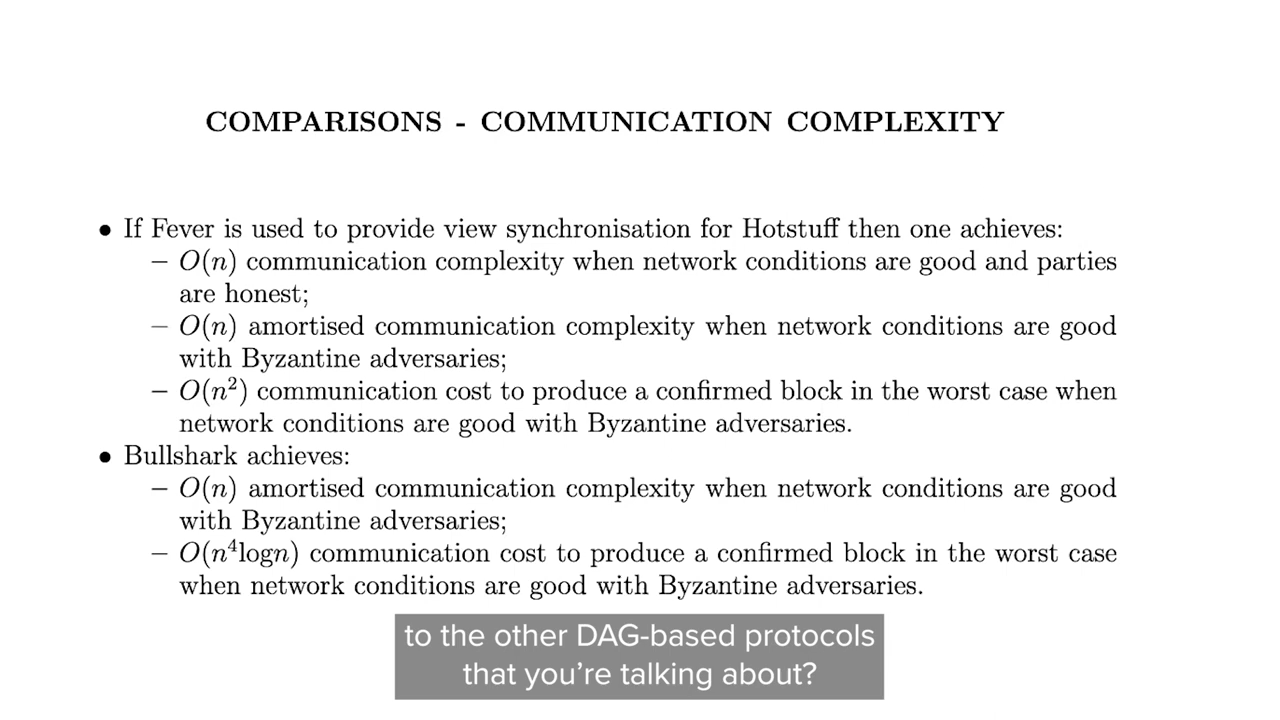 COMPARISONS - COMMUNICATION COMPLEXITY
• If Fever is used to provide view synchronisation for Hotstuff then one achieves:
– O(n) communication complexity when network conditions are good and parties
are honest;
– O(n) amortised communication complexity when network conditions are good
with Byzantine adversaries;
– O(n²) communication cost to produce a confirmed block in the worst case when
network conditions are good with Byzantine adversaries.
• Bullshark achieves:
– O(n) amortised communication complexity when network conditions are good
with Byzantine adversaries;
– O(n⁴logn) communication cost to produce a confirmed block in the worst case
when network conditions are good with Byzantine adversaries.
to the other DAG-based protocols
that you’re talking about?